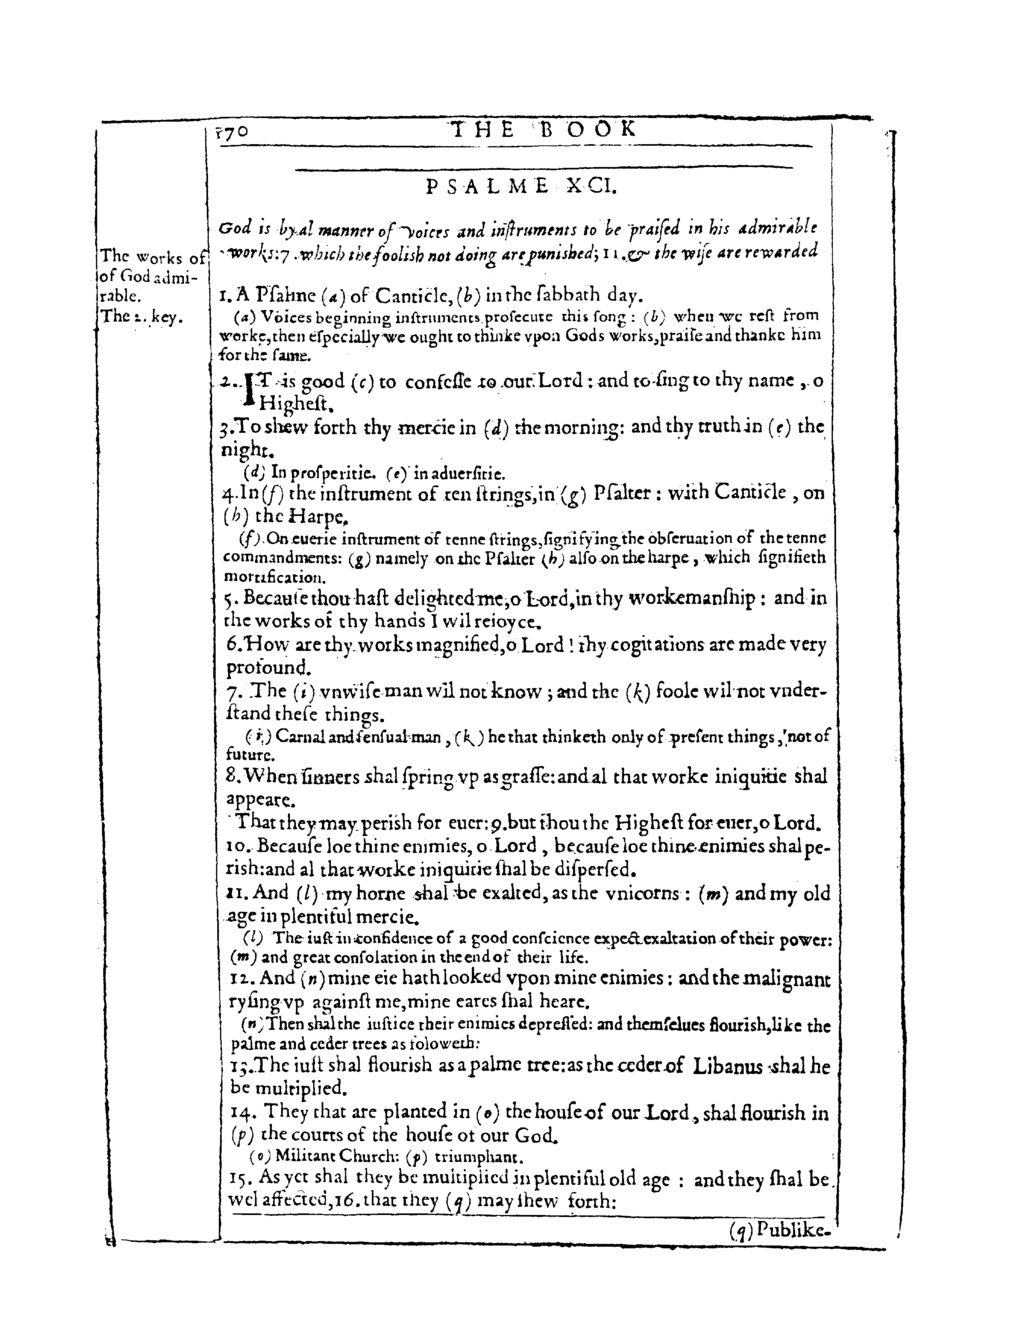 170 THE BOOK
PSALME XCI.
God is by al manner of voices and inſtruments to be praiſed in his admirable
works: 7. which the fooliſh not doing are punished; 11. & the wiſe are rewarded
The works of
of God admi-
rable.
The 2. key.
1. A Pſalme (a) of Canticle, (b) in the ſabbath day.
(a) Voices beginning inſtruments proſecute this ſong: (b) when we reſt from
worke, then eſpecially we ought to thinke vpon Gods works, praiſe and thanke him
for the ſame.
2. IT is good (c) to confeſſe to our Lord: and to ſing to thy name, o
Higheſt.
3. To shew forth thy mercie in (d) the morning: and thy truth in (e) the
night.
(d) In proſperitie. (e) in aduerſitie.
4. In (f) the inſtrument of ten ſtrings, in (g) Pſalter: with Canticle, on
(h) the Harpe.
(f) On euerie inſtrument of tenne ſtrings, ſignifying the obſeruation of the tenne
commandments: (g) namely on the Pſalter (h) alſo on the harpe, which ſignifieth
mortification.
5. Becauſe thou haſt delighted me, o Lord, in thy workemanſhip: and in
the works of thy hands I wil reioyce.
6. How are thy works magnified, o Lord! thy cogitations are made very
profound.
7. The (i) vnwiſe man wil not know; and the (k) foole wil not vnder-
ſtand theſe things.
(i) Carnal and ſenſual man, (k) he that thinketh only of preſent things, not of
future.
8. When ſinners shal ſpring vp as graſſe: and al that worke iniquitie shal
appeare.
That they may perish for euer: 9. but thou the Higheſt for euer, o Lord.
10. Becauſe loe thine enimies, o Lord, becauſe loe thine enimies shal pe-
rish: and al that worke iniquitie ſhal be diſperſed.
11. And (l) my horne shal be exalted, as the vnicorns: (m) and my old
age in plentiful mercie.
(l) The iuſt in confidence of a good conſcience expect exaltation of their power:
(m) and great conſolation in the end of their life.
12. And (n) mine eie hath looked vpon mine enimies: and the malignant
ryſing vp againſt me, mine eares ſhal heare.
(n) Then shal the iuſtice their enimies depreſſed: and themſelues flourish, like the
palme and ceder trees as foloweth:
13. The iuſt shal flourish as a palme tree: as the ceder of Libanus shal he
be multiplied.
14. They that are planted in (o) the houſe of our Lord, shal flourish in
(p) the courts of the houſe of our God.
(o) Militant Church: (p) triumphant.
15. As yet shal they be multiplied in plentiful old age: and they ſhal be
wel affected, 16. that they (q) may ſhew forth:
(q) Publike-